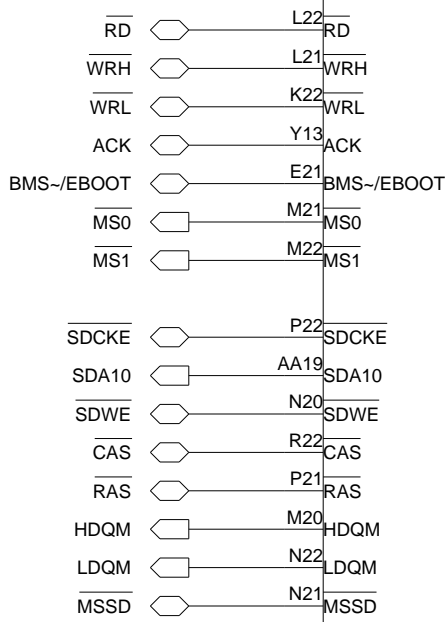 RD L22 RD
WRH L21 WRH
WRL K22 WRL
ACK Y13 ACK
BMS~/EBOOT E21 BMS~/EBOOT
MS0 M21 MS0
MS1 M22 MS1
SDCKE P22 SDCKE
SDA10 AA19 SDA10
SDWE N20 SDWE
CAS R22 CAS
RAS P21 RAS
HDQM M20 HDQM
LDQM N22 LDQM
MSSD N21 MSSD